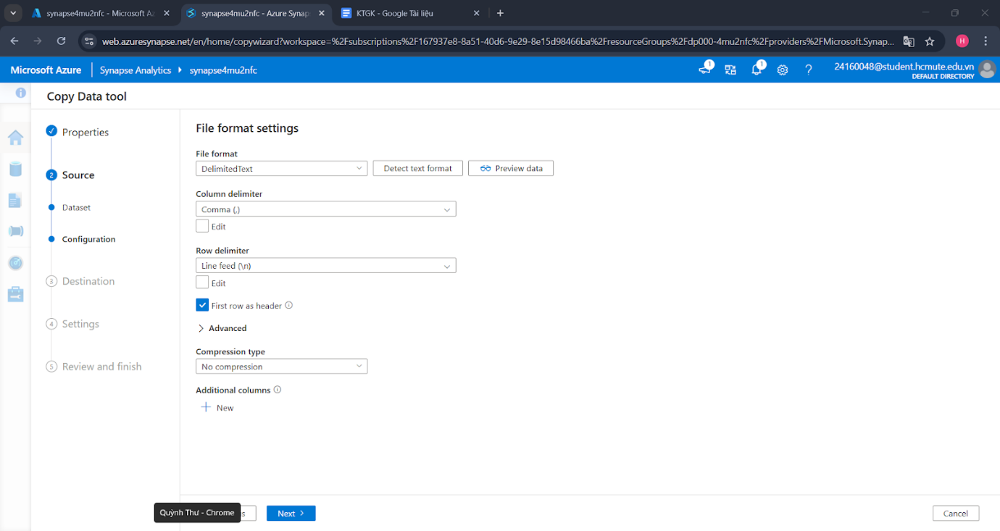 synapse4mu2nfc - Microsoft Az
synapse4mu2nfc - Azure Synap
KTGK - Google Tài liệu
web.azuresynapse.net/en/home/copywizard?workspace=%2Fsubscriptions%2F167937e8-8a51-40d6-9e29-8e15d98466ba%2FresourceGroups%2Fdp000-4mu2nfc%2Fproviders%2FMicrosoft.Synap...
H
Microsoft Azure
Synapse Analytics
synapse4mu2nfc
1
1
24160048@student.hcmute.edu.vn
DEFAULT DIRECTORY
Copy Data tool
Properties
2 Source
Dataset
Configuration
3 Destination
4 Settings
5 Review and finish
File format settings
File format
DelimitedText
Detect text format
Preview data
Column delimiter
Comma (,)
Edit
Row delimiter
Line feed (\n)
Edit
First row as header
Advanced
Compression type
No compression
Additional columns
New
Quỳnh Thư - Chrome
s
Next
Cancel